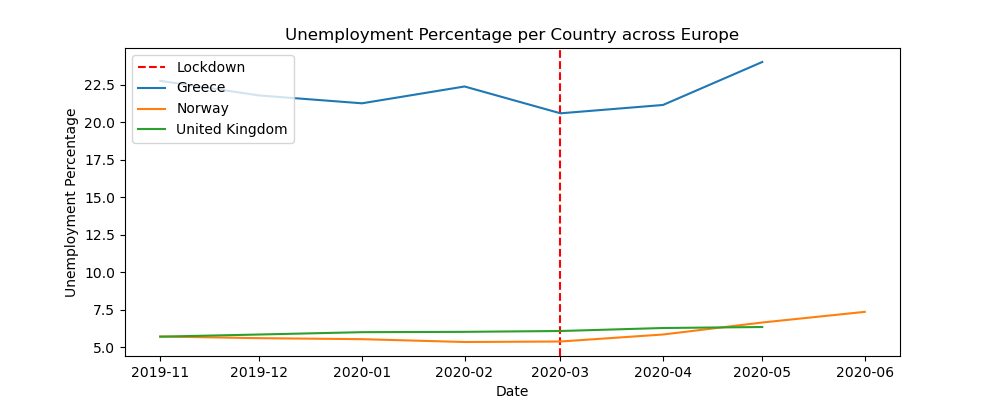 Unemployment Percentage per Country across Europe
Lockdown
Greece
Norway
United Kingdom
Unemployment Percentage
22.5
20.0
17.5
15.0
12.5
10.0
7.5
5.0
2019-11 2019-12 2020-01 2020-02 2020-03 2020-04 2020-05 2020-06
Date